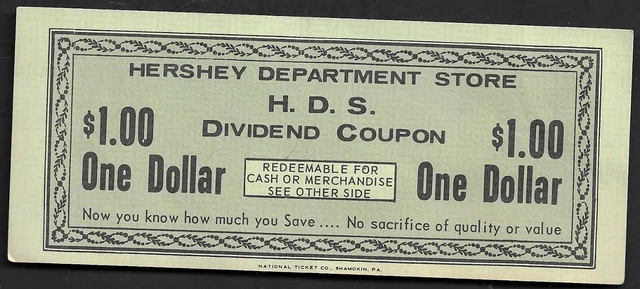 HERSHEY DEPARTMENT STORE
H. D. S.
DIVIDEND COUPON
$1.00
One Dollar
REDEEMABLE FOR
CASH OR MERCHANDISE
SEE OTHER SIDE
$1.00
One Dollar
Now you know how much you Save .... No sacrifice of quality or value
NATIONAL TICKET CO., SHAMOKIN, PA.